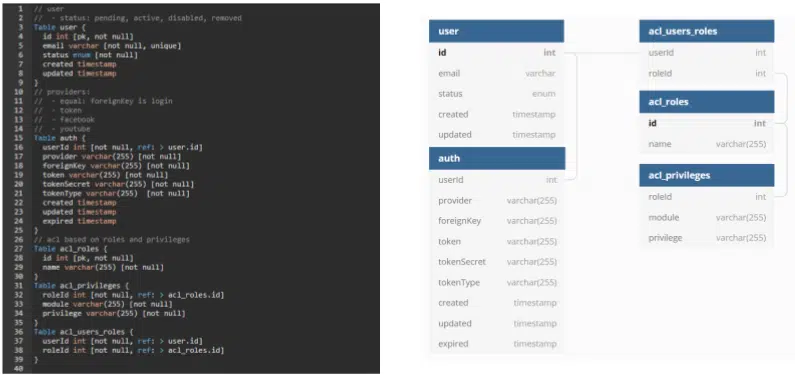 1 // user
2 //  - status: pending, active, disabled, removed
3 Table user {
4   id int [pk, not null]
5   email varchar [not null, unique]
6   status enum [not null]
7   created timestamp
8   updated timestamp
9 }
10 // providers:
11 //  - equal: foreignKey is login
12 //  - token
13 //  - facebook
14 //  - youtube
15 Table auth {
16   userId int [not null, ref: > user.id]
17   provider varchar(255) [not null]
18   foreignKey varchar(255) [not null]
19   token varchar(255) [not null]
20   tokenSecret varchar(255) [not null]
21   tokenType varchar(255)  [not null]
22   created timestamp
23   updated timestamp
24   expired timestamp
25 }
26 // acl based on roles and privileges
27 Table acl_roles {
28   id int [pk, not null]
29   name varchar(255) [not null]
30 }
31 Table acl_privileges {
32   roleId int [not null, ref: > acl_roles.id]
33   module varchar(255) [not null]
34   privilege varchar(255) [not null]
35 }
36 Table acl_users_roles {
37   userId int [not null, ref: > user.id]
38   roleId int [not null, ref: > acl_roles.id]
39 }
40
user
id int
email varchar
status enum
created timestamp
updated timestamp
auth
userId int
provider varchar(255)
foreignKey varchar(255)
token varchar(255)
tokenSecret varchar(255)
tokenType varchar(255)
created timestamp
updated timestamp
expired timestamp
acl_users_roles
userId int
roleId int
acl_roles
id int
name varchar(255)
acl_privileges
roleId int
module varchar(255)
privilege varchar(255)